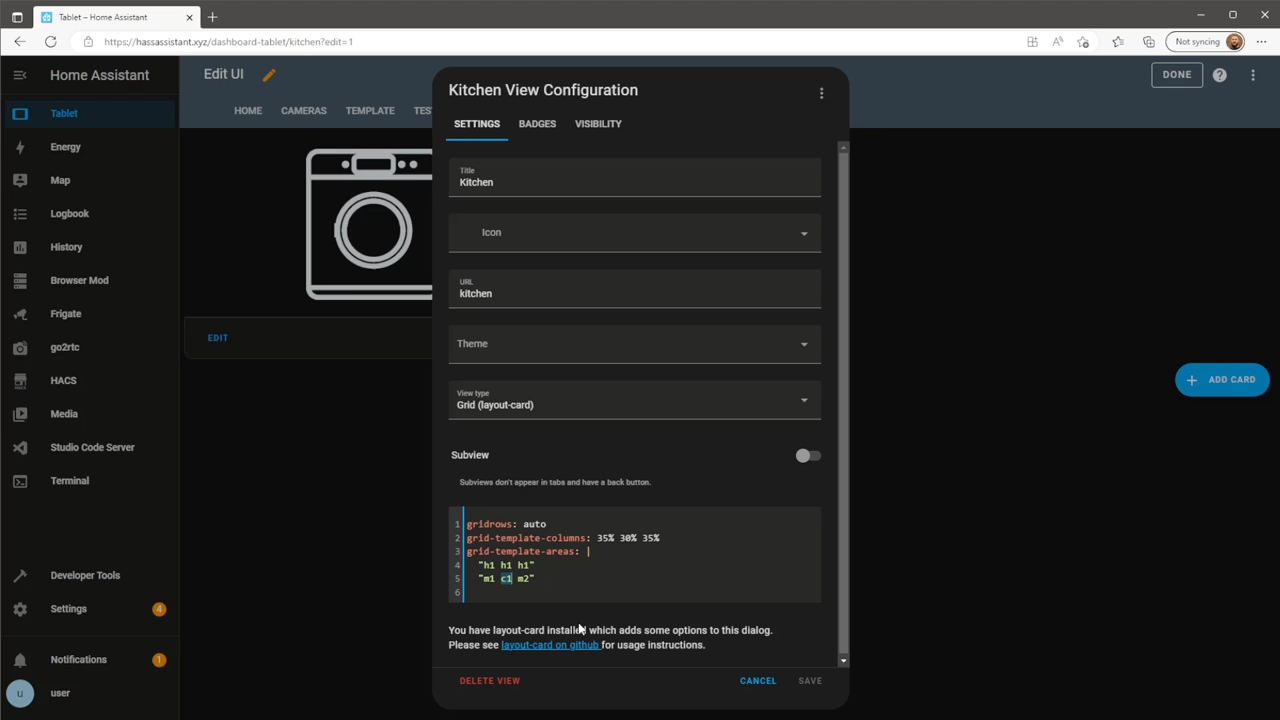 Tablet – Home Assistant
https://hassassistant.xyz/dashboard-tablet/kitchen?edit=1
Not syncing
Home Assistant
Edit UI
DONE
HOME
CAMERAS
TEMPLATE
Tablet
Energy
Map
Logbook
History
Browser Mod
Frigate
go2rtc
HACS
Media
Studio Code Server
Terminal
Developer Tools
Settings
4
Notifications
1
u
user
EDIT
ADD CARD
Kitchen View Configuration
SETTINGS
BADGES
VISIBILITY
Title
Kitchen
Icon
URL
kitchen
Theme
View type
Grid (layout-card)
Subview
Subviews don't appear in tabs and have a back button.
1 gridrows: auto
2 grid-template-columns: 35% 30% 35%
3 grid-template-areas: |
4 "h1 h1 h1"
5 "m1 c1 m2"
6
You have layout-card installed which adds some options to this dialog.
Please see layout-card on github for usage instructions.
DELETE VIEW
CANCEL
SAVE